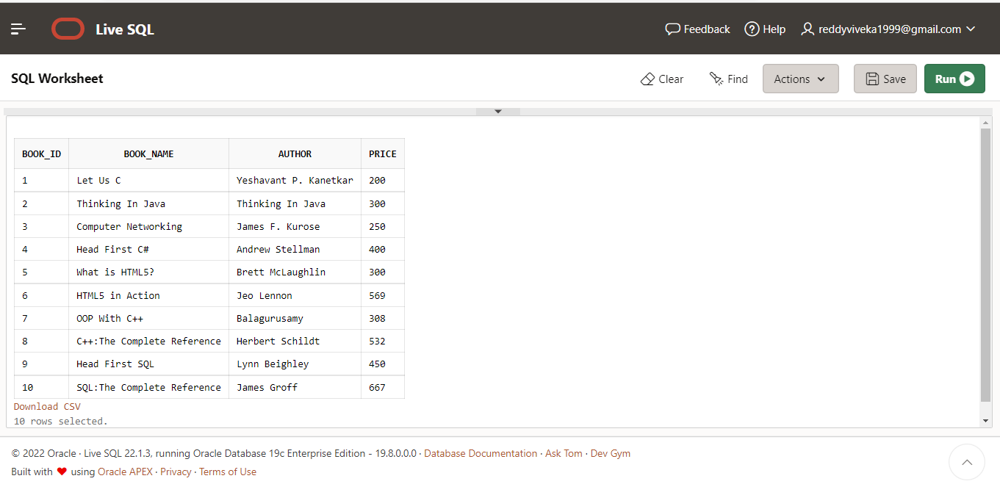 Live SQL Feedback Help reddyviveka1999@gmail.com
SQL Worksheet Clear Find Actions Save Run
BOOK_ID BOOK_NAME AUTHOR PRICE
1 Let Us C Yeshavant P. Kanetkar 200
2 Thinking In Java Thinking In Java 300
3 Computer Networking James F. Kurose 250
4 Head First C# Andrew Stellman 400
5 What is HTML5? Brett McLaughlin 300
6 HTML5 in Action Jeo Lennon 569
7 OOP With C++ Balagurusamy 308
8 C++:The Complete Reference Herbert Schildt 532
9 Head First SQL Lynn Beighley 450
10 SQL:The Complete Reference James Groff 667
Download CSV
10 rows selected.
© 2022 Oracle · Live SQL 22.1.3, running Oracle Database 19c Enterprise Edition - 19.8.0.0.0 · Database Documentation · Ask Tom · Dev Gym
Built with ❤ using Oracle APEX · Privacy · Terms of Use